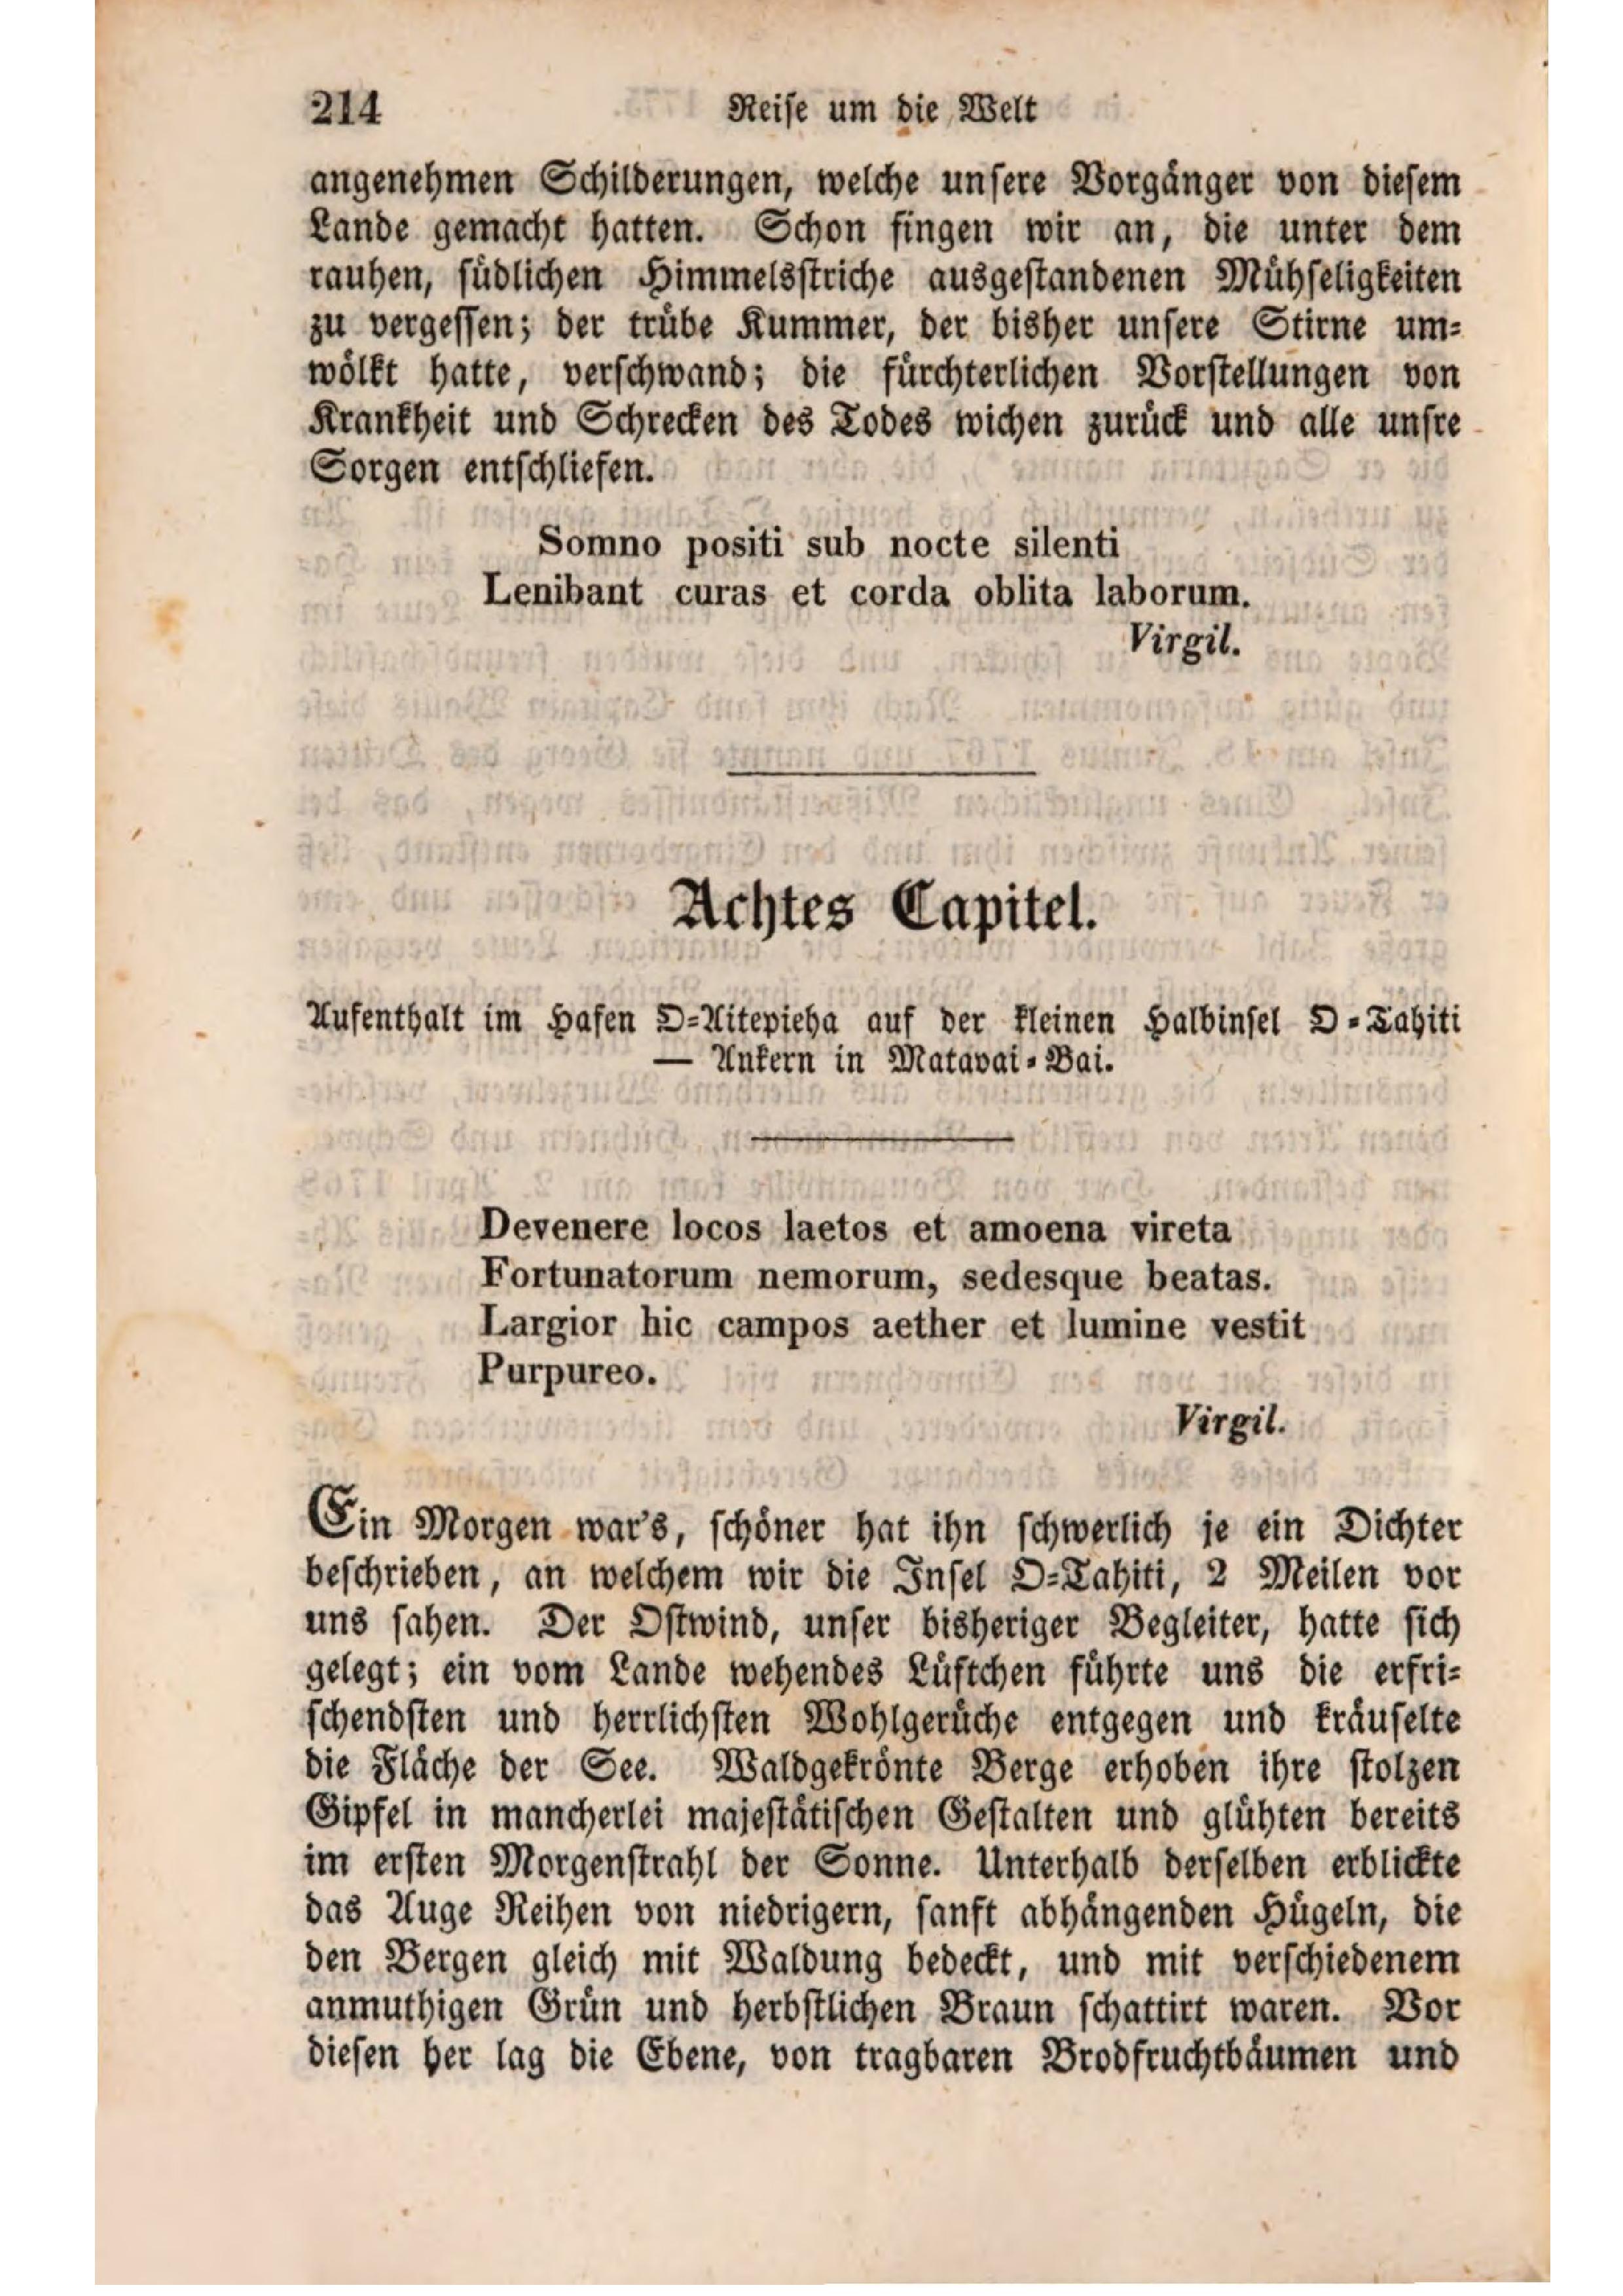 214 Reise um die Welt
angenehmen Schilderungen, welche unsere Vorgänger von diesem
Lande gemacht hatten. Schon fingen wir an, die unter dem
rauhen, südlichen Himmelsstriche ausgestandenen Mühseligkeiten
zu vergessen; der trübe Kummer, der bisher unsere Stirne um-
wölkt hatte, verschwand; die fürchterlichen Vorstellungen von
Krankheit und Schrecken des Todes wichen zurück und alle unsre
Sorgen entschliefen.
Somno positi sub nocte silenti
Lenibant curas et corda oblita laborum.
Virgil.
Achtes Capitel.
Aufenthalt im Hafen O-Aitepieha auf der kleinen Halbinsel O-Tahiti
— Ankern in Matavai-Bai.
Devenere locos laetos et amoena vireta
Fortunatorum nemorum, sedesque beatas.
Largior hic campos aether et lumine vestit
Purpureo.
Virgil.
Ein Morgen war's, schöner hat ihn schwerlich je ein Dichter
beschrieben, an welchem wir die Insel O-Tahiti, 2 Meilen vor
uns sahen. Der Ostwind, unser bisheriger Begleiter, hatte sich
gelegt; ein vom Lande wehendes Lüftchen führte uns die erfri-
schendsten und herrlichsten Wohlgerüche entgegen und kräuselte
die Fläche der See. Waldgekrönte Berge erhoben ihre stolzen
Gipfel in mancherlei majestätischen Gestalten und glühten bereits
im ersten Morgenstrahl der Sonne. Unterhalb derselben erblickte
das Auge Reihen von niedrigern, sanft abhängenden Hügeln, die
den Bergen gleich mit Waldung bedeckt, und mit verschiedenem
anmuthigen Grün und herbstlichen Braun schattirt waren. Vor
diesen her lag die Ebene, von tragbaren Brodfruchtbäumen und